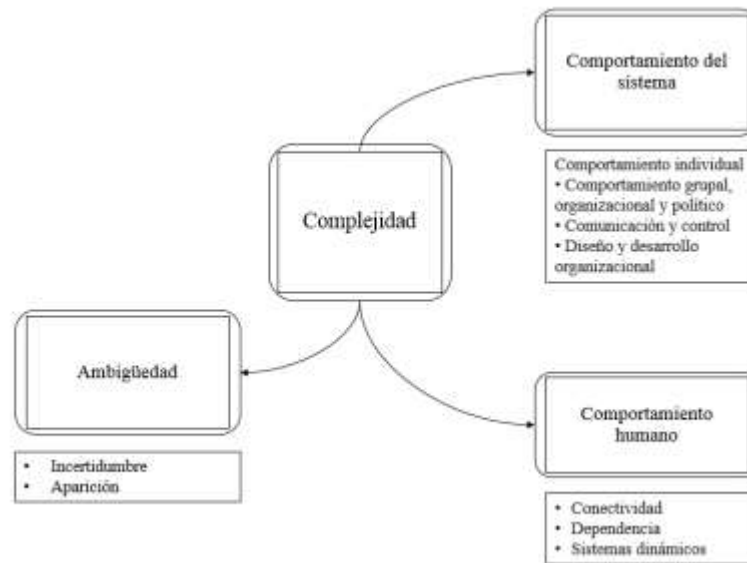 Comportamiento del
sistema
Comportamiento individual
• Comportamiento grupal,
organizacional y político
• Comunicación y control
• Diseño y desarrollo
organizacional
Complejidad
Ambigüedad
• Incertidumbre
• Aparición
Comportamiento
humano
• Conectividad
• Dependencia
• Sistemas dinámicos